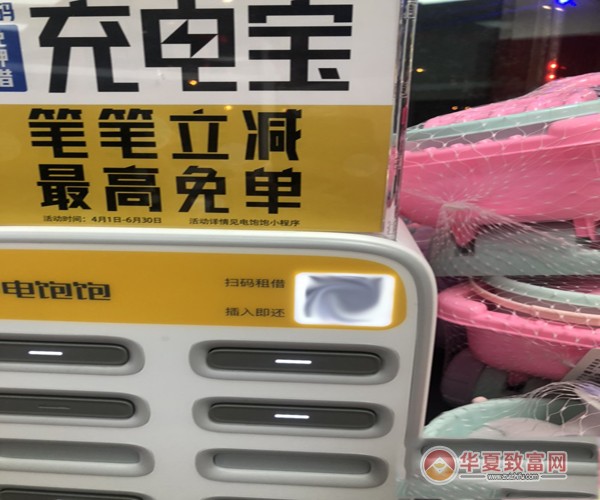 充电宝
笔笔立减
最高免单
活动时间：4月1日-6月30日 活动详情见电饱饱小程序
电饱饱
扫码租借
插入即还
华夏致富网